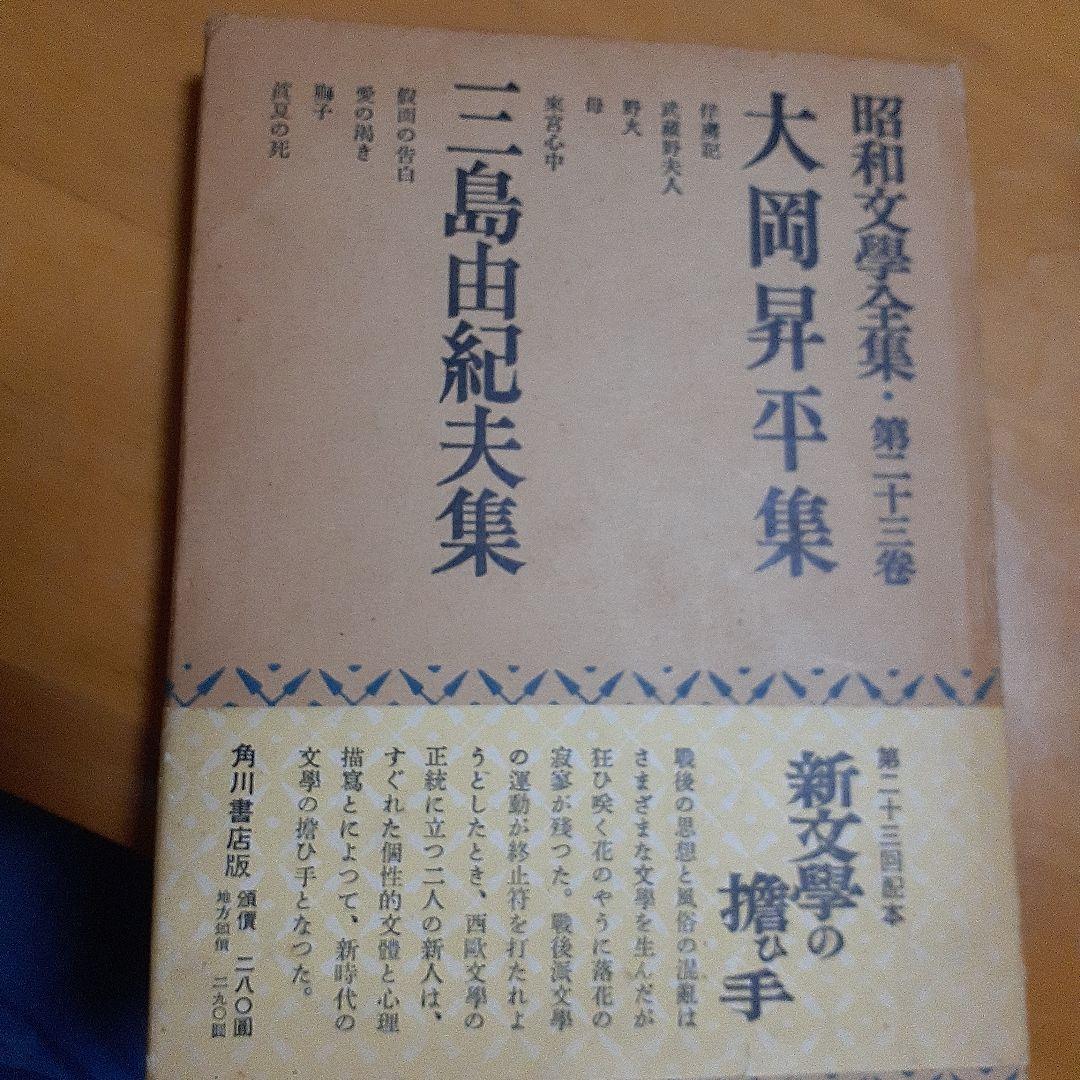 昭和文學全集・第二十三卷
大岡昇平集
俘虜記
武藏野夫人
野火
母
來宮心中
三島由紀夫集
假面の告白
愛の渇き
眞夏の死
第二十三回配本
新文學の
擔ひ手
戰後の思想と風俗の混亂は
さまざまな文學を生んだが
狂ひ咲く花のやうに落花の
寂寥が殘つた。戰後派文學
の運動が終止符を打たれよ
うとしたとき、西歐文學の
正統に立つ二人の新人は、
すぐれた個性的文體と心理
描寫とによつて、新時代の
文學の擔ひ手となつた。
角川書店版 頒價 二八〇圓
地方頒價 二九〇圓